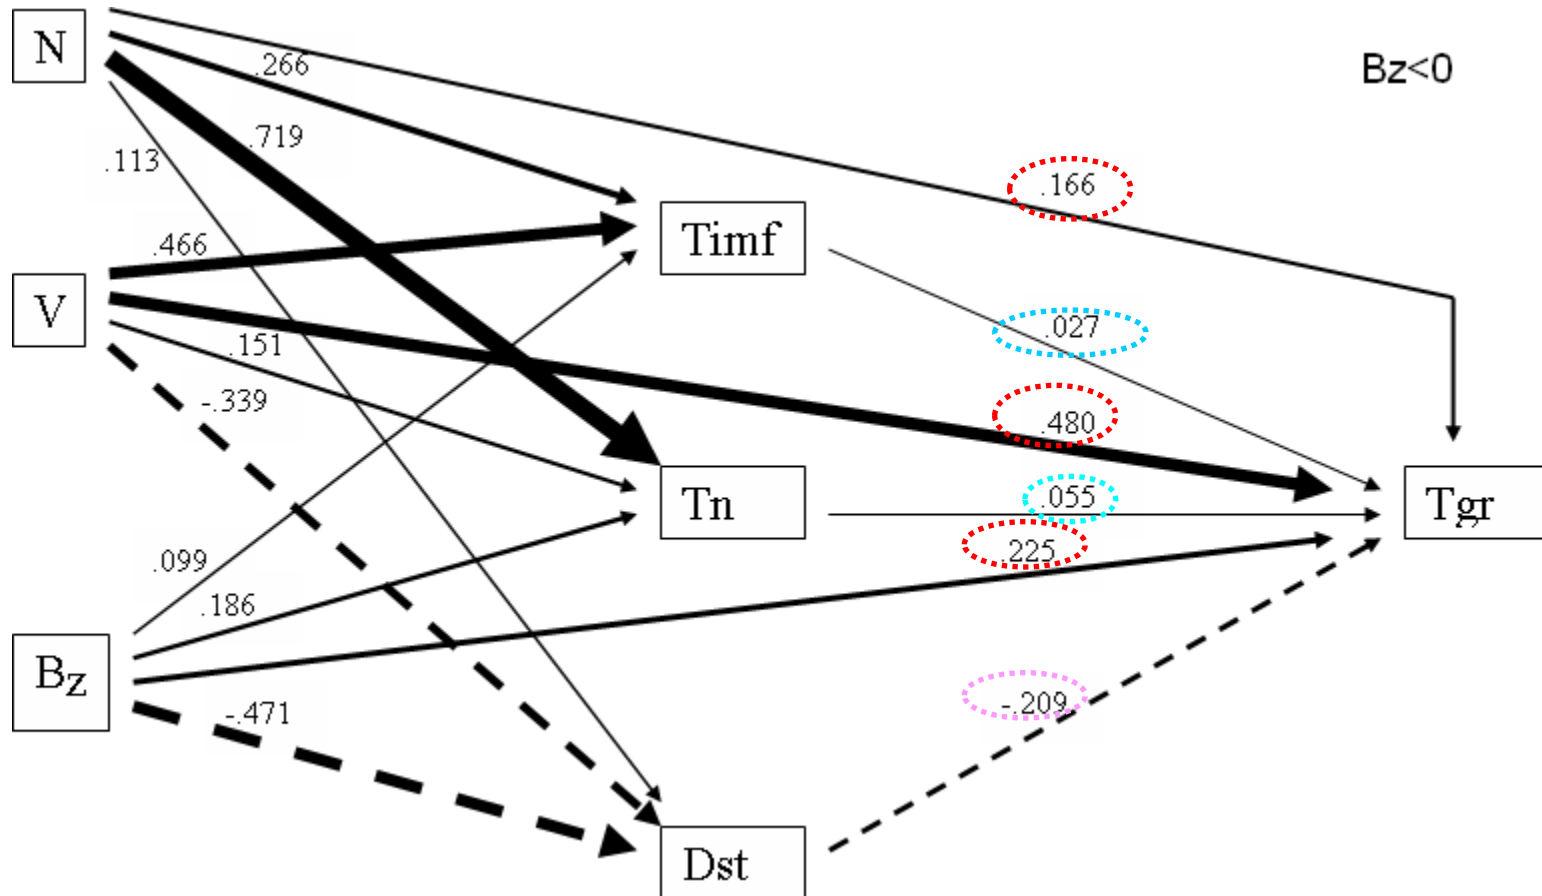 N
Bz<0
.266
.719
.113
.166
.466
Timf
V
.027
.151
-.339
.480
.055
Tn
Tgr
.225
.099
.186
Bz
-.471
-.209
Dst